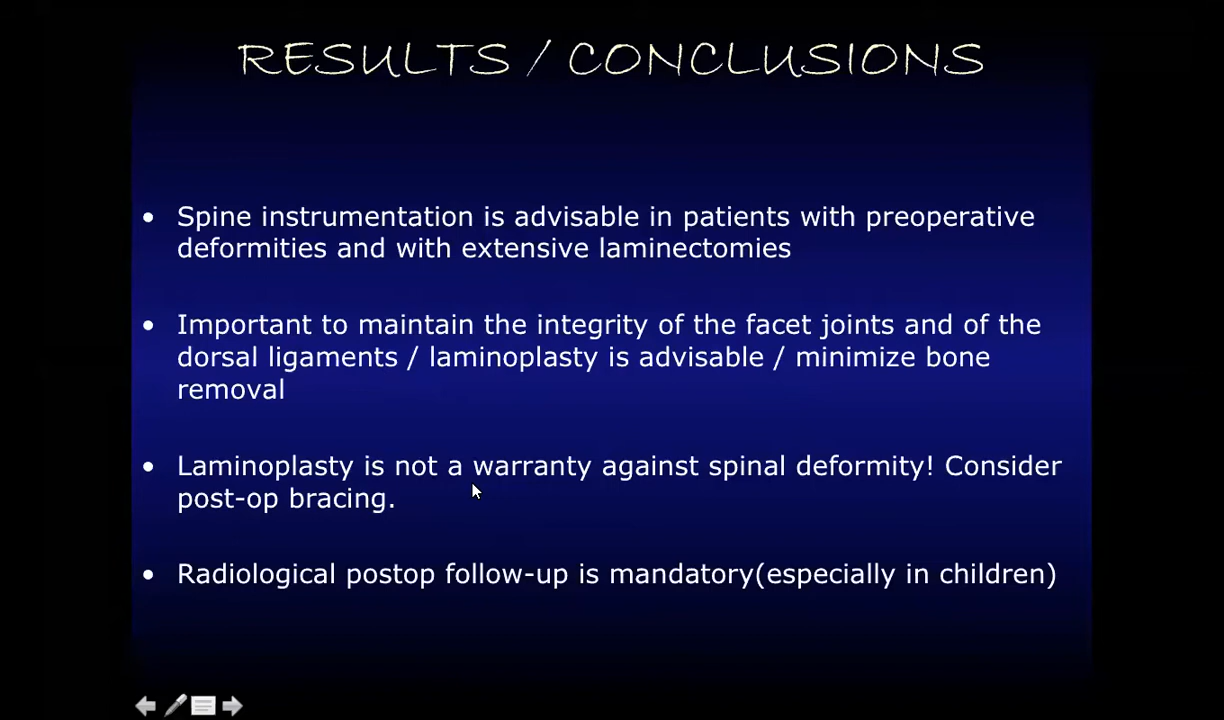 RESULTS / CONCLUSIONS
• Spine instrumentation is advisable in patients with preoperative
deformities and with extensive laminectomies
• Important to maintain the integrity of the facet joints and of the
dorsal ligaments / laminoplasty is advisable / minimize bone
removal
• Laminoplasty is not a warranty against spinal deformity! Consider
post-op bracing.
• Radiological postop follow-up is mandatory(especially in children)